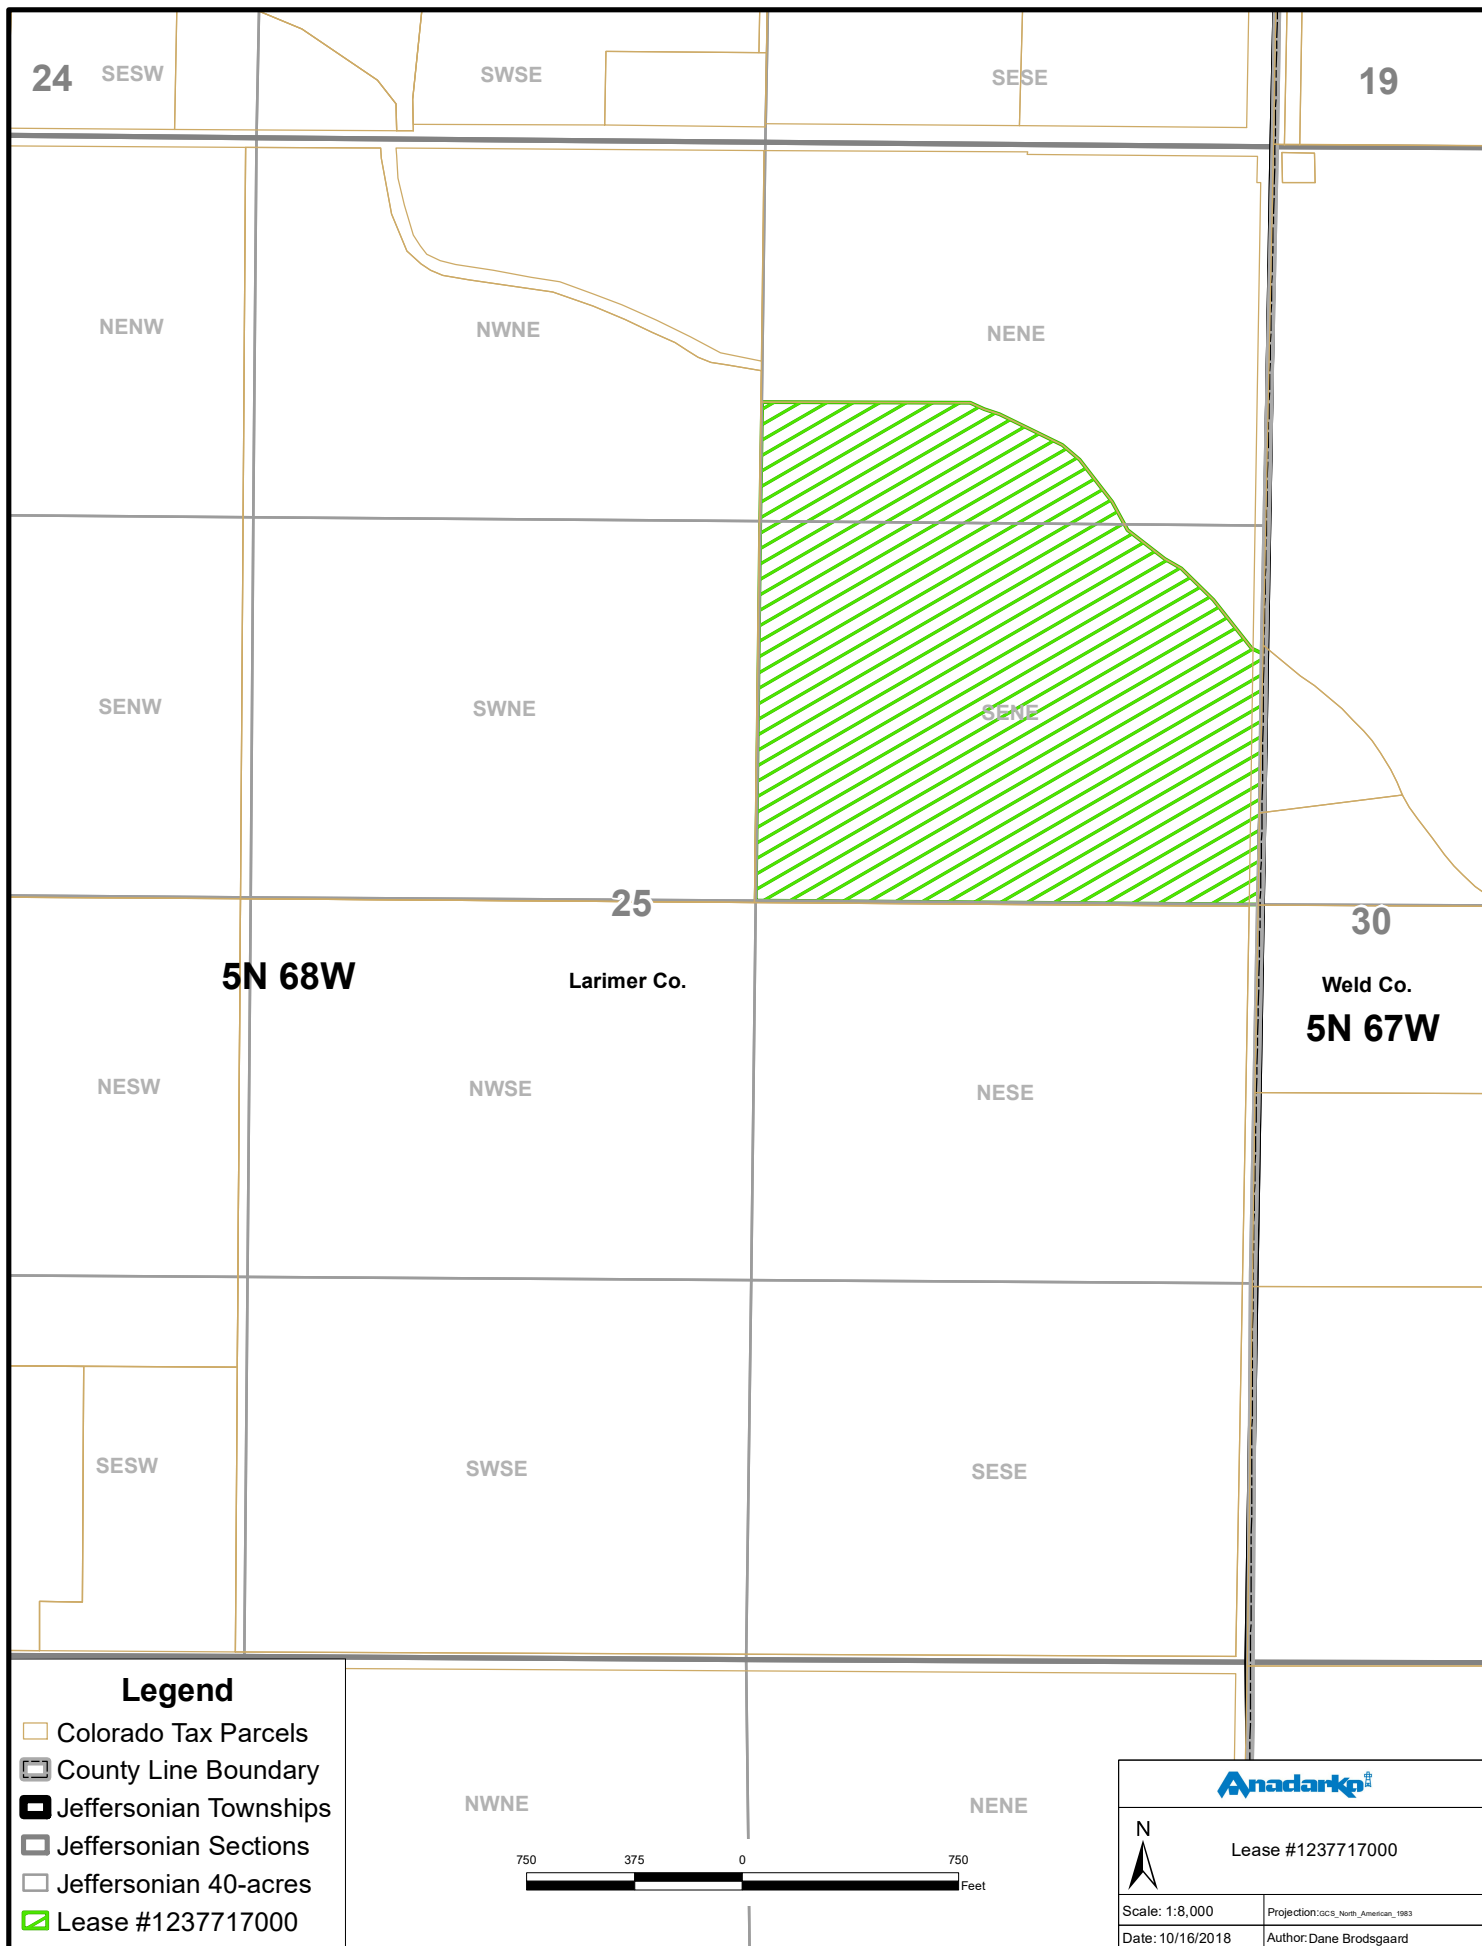 24 SESW SWSE SESE 19
NENW NWNE NENE
SENW SWNE SENE
25 30
5N 68W Larimer Co. Weld Co.
5N 67W
NESW NWSE NESE
SESW SWSE SESE
NWNE NENE
Legend
Colorado Tax Parcels
County Line Boundary
Jeffersonian Townships
Jeffersonian Sections
Jeffersonian 40-acres
Lease #1237717000
750 375 0 750
Feet
Anadarko
N
Lease #1237717000
Scale: 1:8,000 Projection:GCS_North_American_1983
Date: 10/16/2018 Author: Dane Brodsgaard